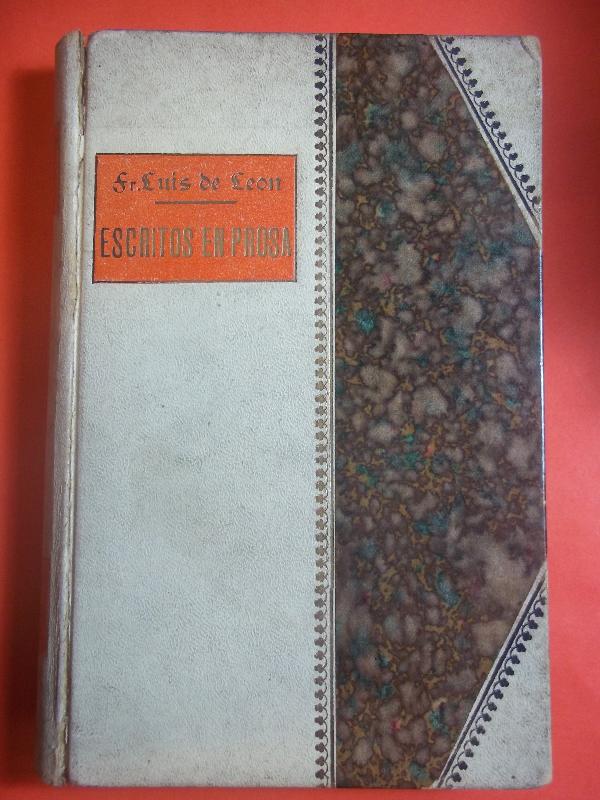 Fr. Luis de Leon
ESCRITOS EN PROSA